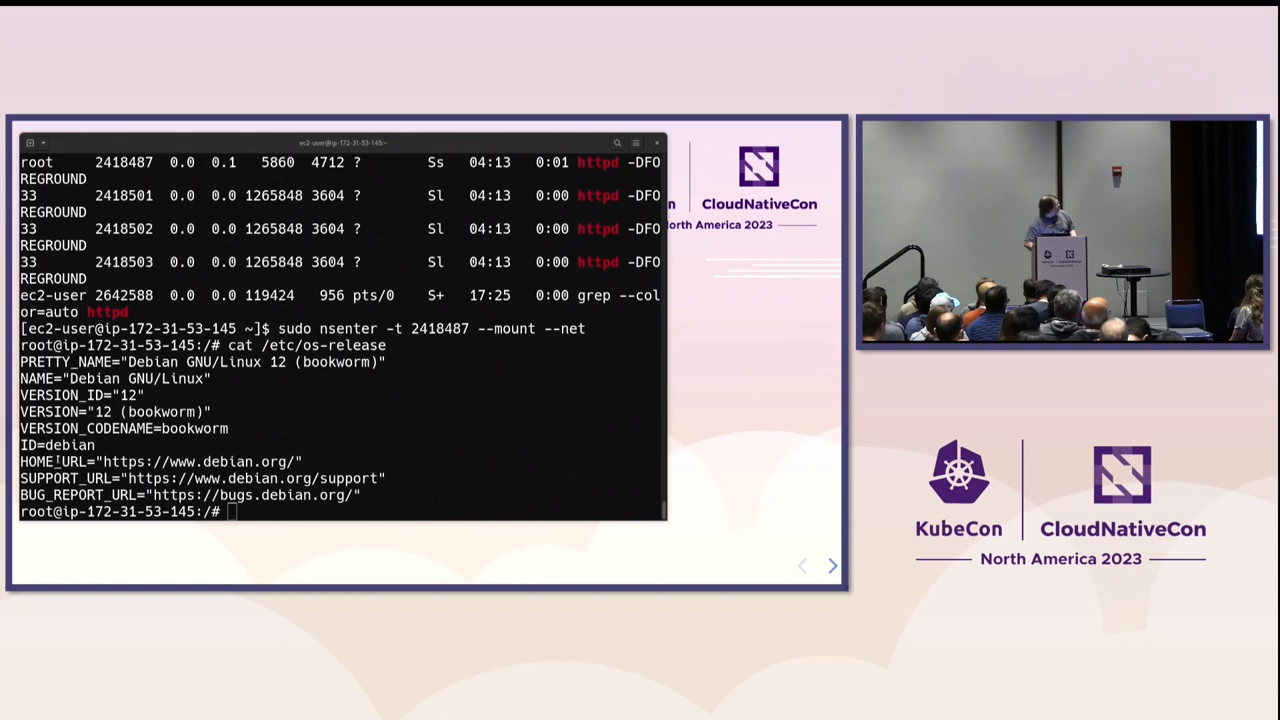 ec2-user@ip-172-31-53-145:~
root 2418487 0.0 0.1 5860 4712 ? Ss 04:13 0:01 httpd -DFO
REGROUND
33 2418501 0.0 0.0 1265848 3604 ? Sl 04:13 0:00 httpd -DFO
REGROUND
33 2418502 0.0 0.0 1265848 3604 ? Sl 04:13 0:00 httpd -DFO
REGROUND
33 2418503 0.0 0.0 1265848 3604 ? Sl 04:13 0:00 httpd -DFO
REGROUND
ec2-user 2642588 0.0 0.0 119424 956 pts/0 S+ 17:25 0:00 grep --col
or=auto httpd
[ec2-user@ip-172-31-53-145 ~]$ sudo nsenter -t 2418487 --mount --net
root@ip-172-31-53-145:/# cat /etc/os-release
PRETTY_NAME="Debian GNU/Linux 12 (bookworm)"
NAME="Debian GNU/Linux"
VERSION_ID="12"
VERSION="12 (bookworm)"
VERSION_CODENAME=bookworm
ID=debian
HOME_URL="https://www.debian.org/"
SUPPORT_URL="https://www.debian.org/support"
BUG_REPORT_URL="https://bugs.debian.org/"
root@ip-172-31-53-145:/#
n CloudNativeCon
orth America 2023
KubeCon CloudNativeCon
North America 2023